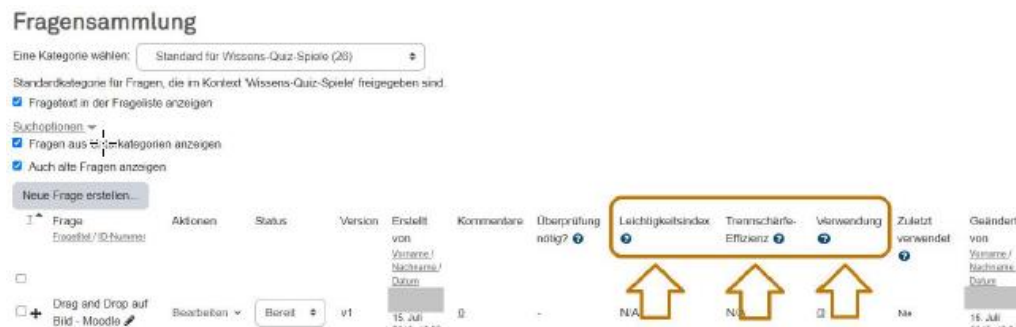 Fragensammlung
Eine Kategorie wählen: Standard für Wissens-Quiz-Spiele (26)
Standardkategorie für Fragen, die im Kontext 'Wissens-Quiz-Spiele' freigegeben sind.
Fragetext in der Frageliste anzeigen
Suchoptionen
Fragen aus Unterkategorien anzeigen
Auch alte Fragen anzeigen
Neue Frage erstellen...
Frage Aktionen Status Version Erstellt Kommentare Überprüfung Leichtigkeitsindex Trennschärfe- Verwendung Zuletzt Geändert
Fragetitel / ID-Nummer von nötig? Effizienz verwendet von
Vorname / Vorname /
Nachname / Nachname
Datum Datum
Drag and Drop auf Bearbeiten Bereit v1 0 - N/A N/A 0 Nie
Bild - Moodle 15. Juli 16. Juli